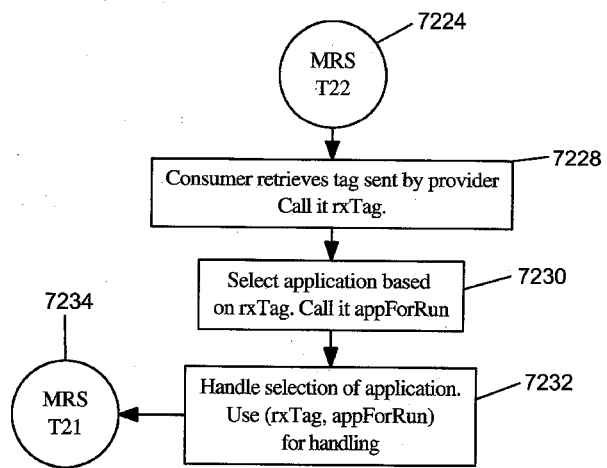 7224
MRS
T22
7228
Consumer retrieves tag sent by provider
Call it rxTag.
7230
Select application based
on rxTag. Call it appForRun
7234
MRS
T21
7232
Handle selection of application.
Use (rxTag, appForRun)
for handling